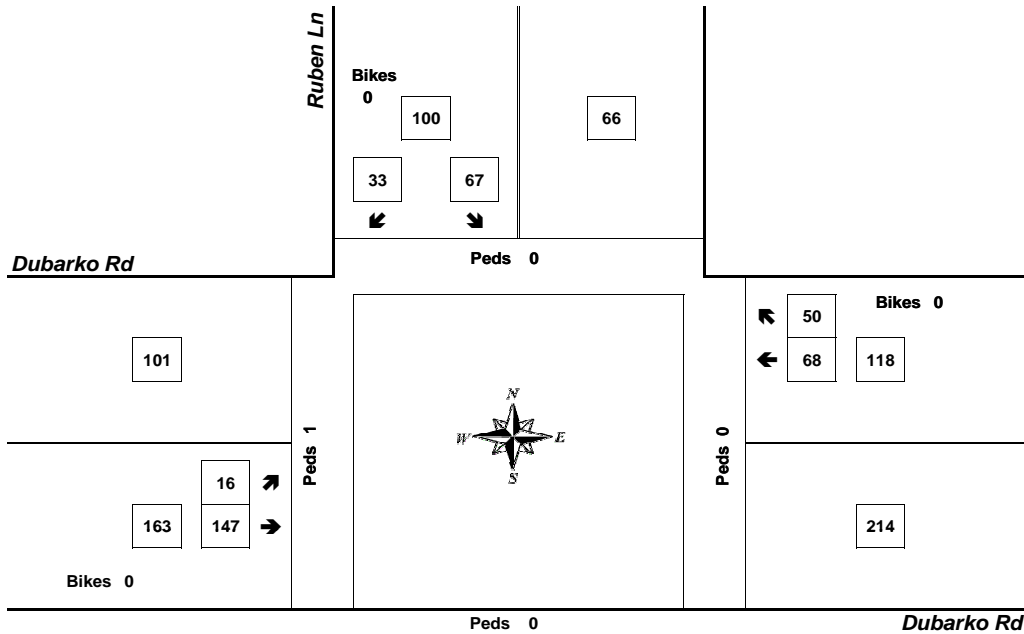 Ruben Ln
Bikes
0
100
66
33
67
Peds 0
Dubarko Rd
Bikes 0
50
101
68
118
N
W E
S
Peds 1
Peds 0
16
163
147
214
Bikes 0
Peds 0
Dubarko Rd